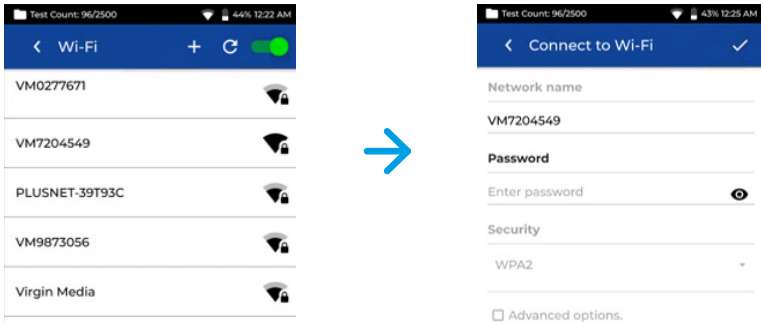 Test Count: 96/2500 44% 12:22 AM
Wi-Fi
VM0277671
VM7204549
PLUSNET-39T93C
VM9873056
Virgin Media
Test Count: 96/2500 43% 12:25 AM
Connect to Wi-Fi
Network name
VM7204549
Password
Enter password
Security
WPA2
Advanced options.